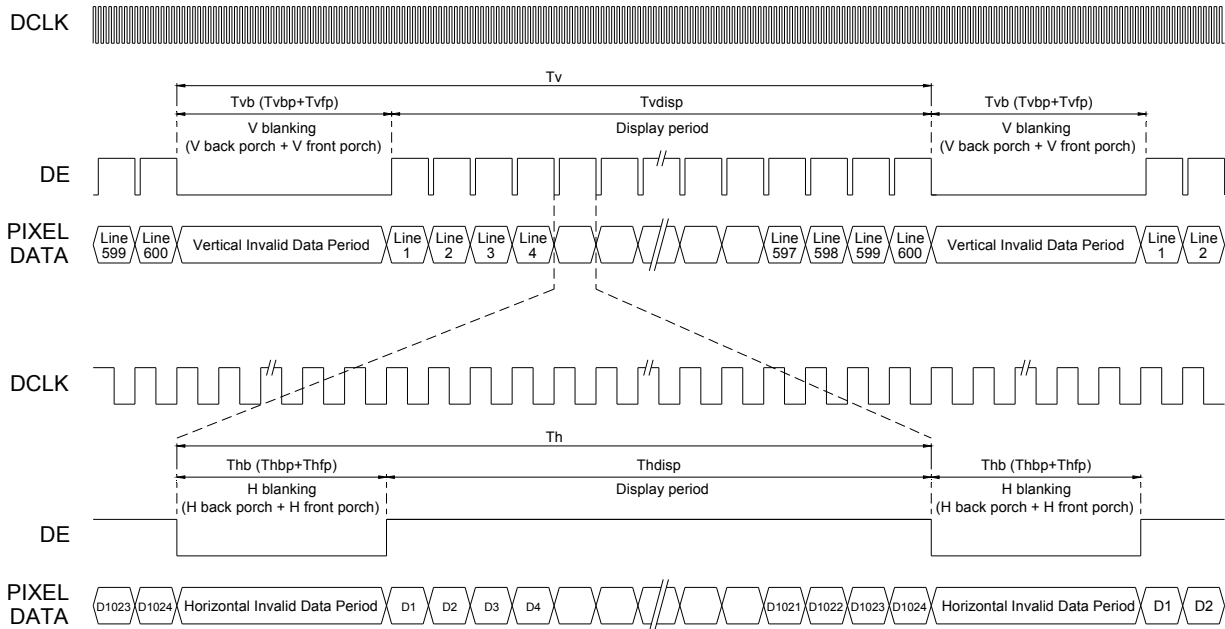 DCLK
Tv
Tvb (Tvbp+Tvfp)
Tvdisp
Tvb (Tvbp+Tvfp)
V blanking
(V back porch + V front porch)
Display period
V blanking
(V back porch + V front porch)
DE
PIXEL
DATA
Line
599
Line
600
Vertical Invalid Data Period
Line
1
Line
2
Line
3
Line
4
Line
597
Line
598
Line
599
Line
600
Vertical Invalid Data Period
Line
1
Line
2
DCLK
Th
Thb (Thbp+Thfp)
Thdisp
Thb (Thbp+Thfp)
H blanking
(H back porch + H front porch)
Display period
H blanking
(H back porch + H front porch)
DE
PIXEL
DATA
D1023
D1024
Horizontal Invalid Data Period
D1
D2
D3
D4
D1021
D1022
D1023
D1024
Horizontal Invalid Data Period
D1
D2